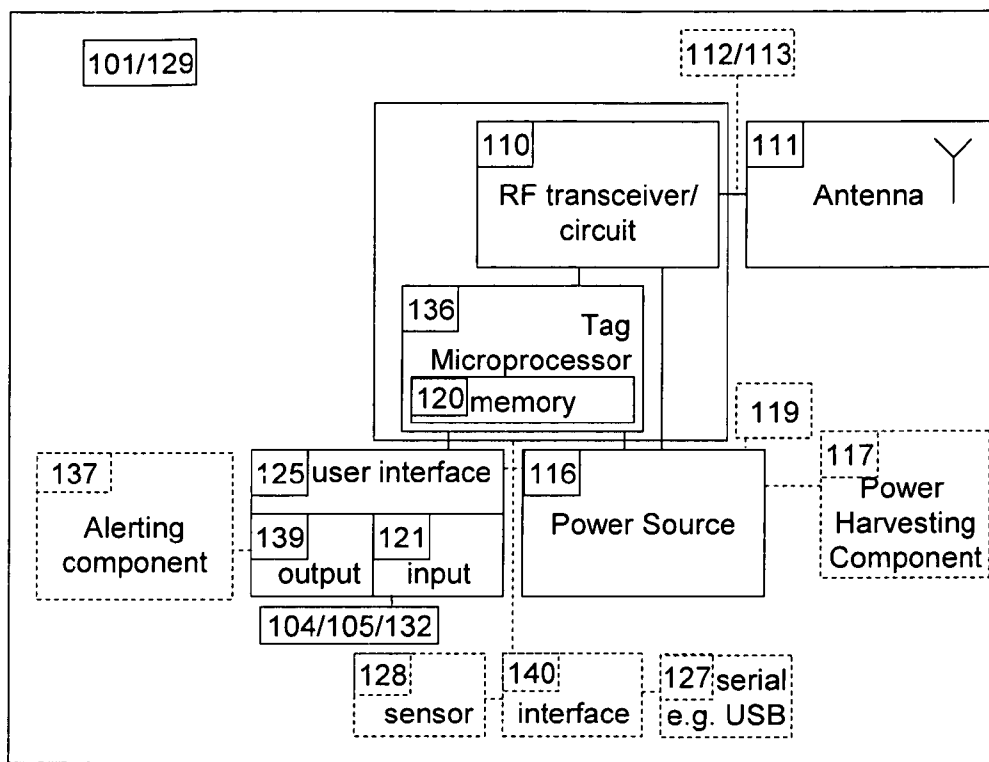 101/129
112/113
110
RF transceiver/
circuit
111
Antenna
136
Tag
Microprocessor
120 memory
119
137
Alerting
component
125 user interface
139
output
121
input
104/105/132
116
Power Source
117
Power
Harvesting
Component
128
sensor
140
interface
127 serial
e.g. USB